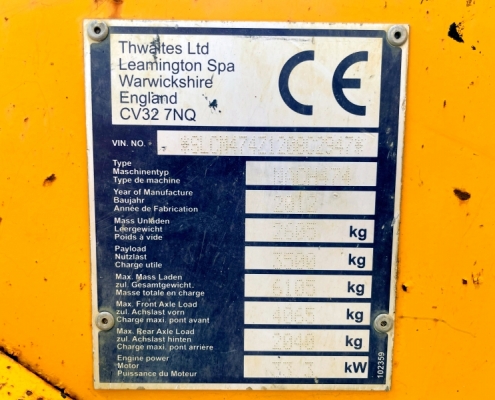 Thwaites Ltd
Leamington Spa
Warwickshire
England
CV32 7NQ
CE
VIN. NO.
Type
Maschinentyp
Type de machine
Year of Manufacture
Baujahr
Année de Fabrication
2012
Mass Unladen
Leergewicht
Poids à vide
2605 kg
Payload
Nutzlast
Charge utile
3500 kg
Max. Mass Laden
zul. Gesamtgewicht.
Masse totale en charge
6105 kg
Max. Front Axle Load
zul. Achslast vorn
Charge maxi. pont avant
4065 kg
Max. Rear Axle Load
zul. Achslast hinten
Charge maxi. pont arrière
2040 kg
Engine power
Motor
Puissance du Moteur
kW
102359